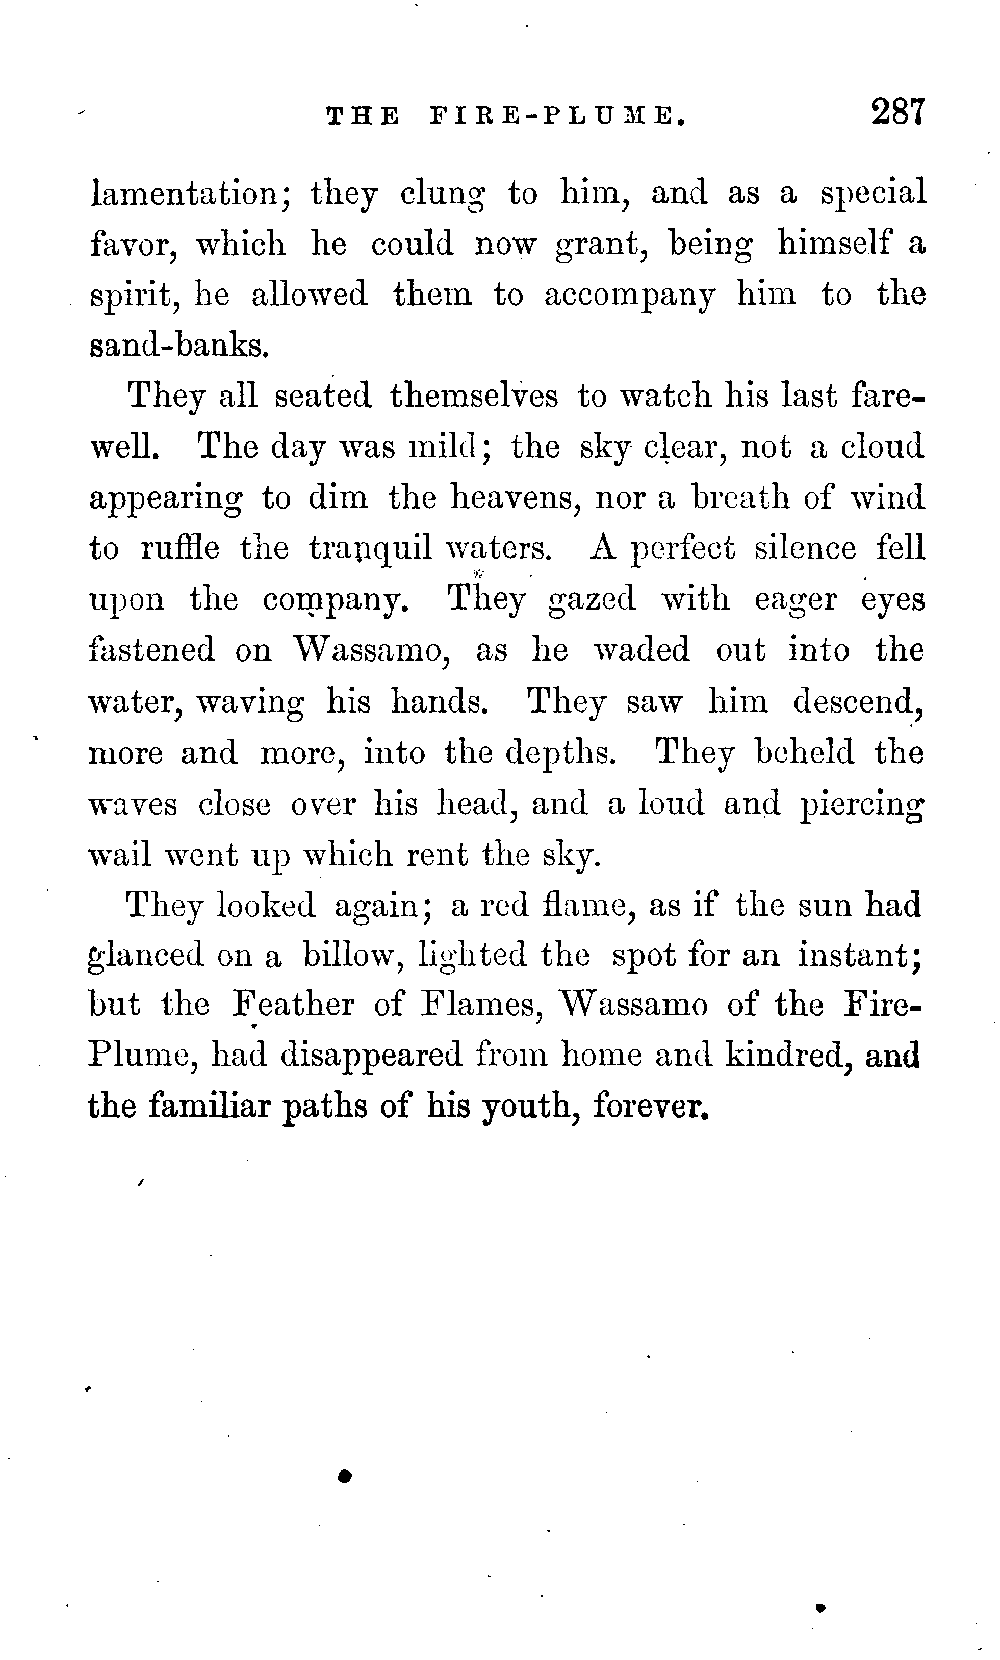 THE FIRE-PLUME. 287
lamentation; they clung to him, and as a special
favor, which he could now grant, being himself a
spirit, he allowed them to accompany him to the
sand-banks.
They all seated themselves to watch his last fare-
well. The day was mild; the sky clear, not a cloud
appearing to dim the heavens, nor a breath of wind
to ruffle the tranquil waters. A perfect silence fell
upon the company. They gazed with eager eyes
fastened on Wassamo, as he waded out into the
water, waving his hands. They saw him descend,
more and more, into the depths. They beheld the
waves close over his head, and a loud and piercing
wail went up which rent the sky.
They looked again; a red flame, as if the sun had
glanced on a billow, lighted the spot for an instant;
but the Feather of Flames, Wassamo of the Fire-
Plume, had disappeared from home and kindred, and
the familiar paths of his youth, forever.